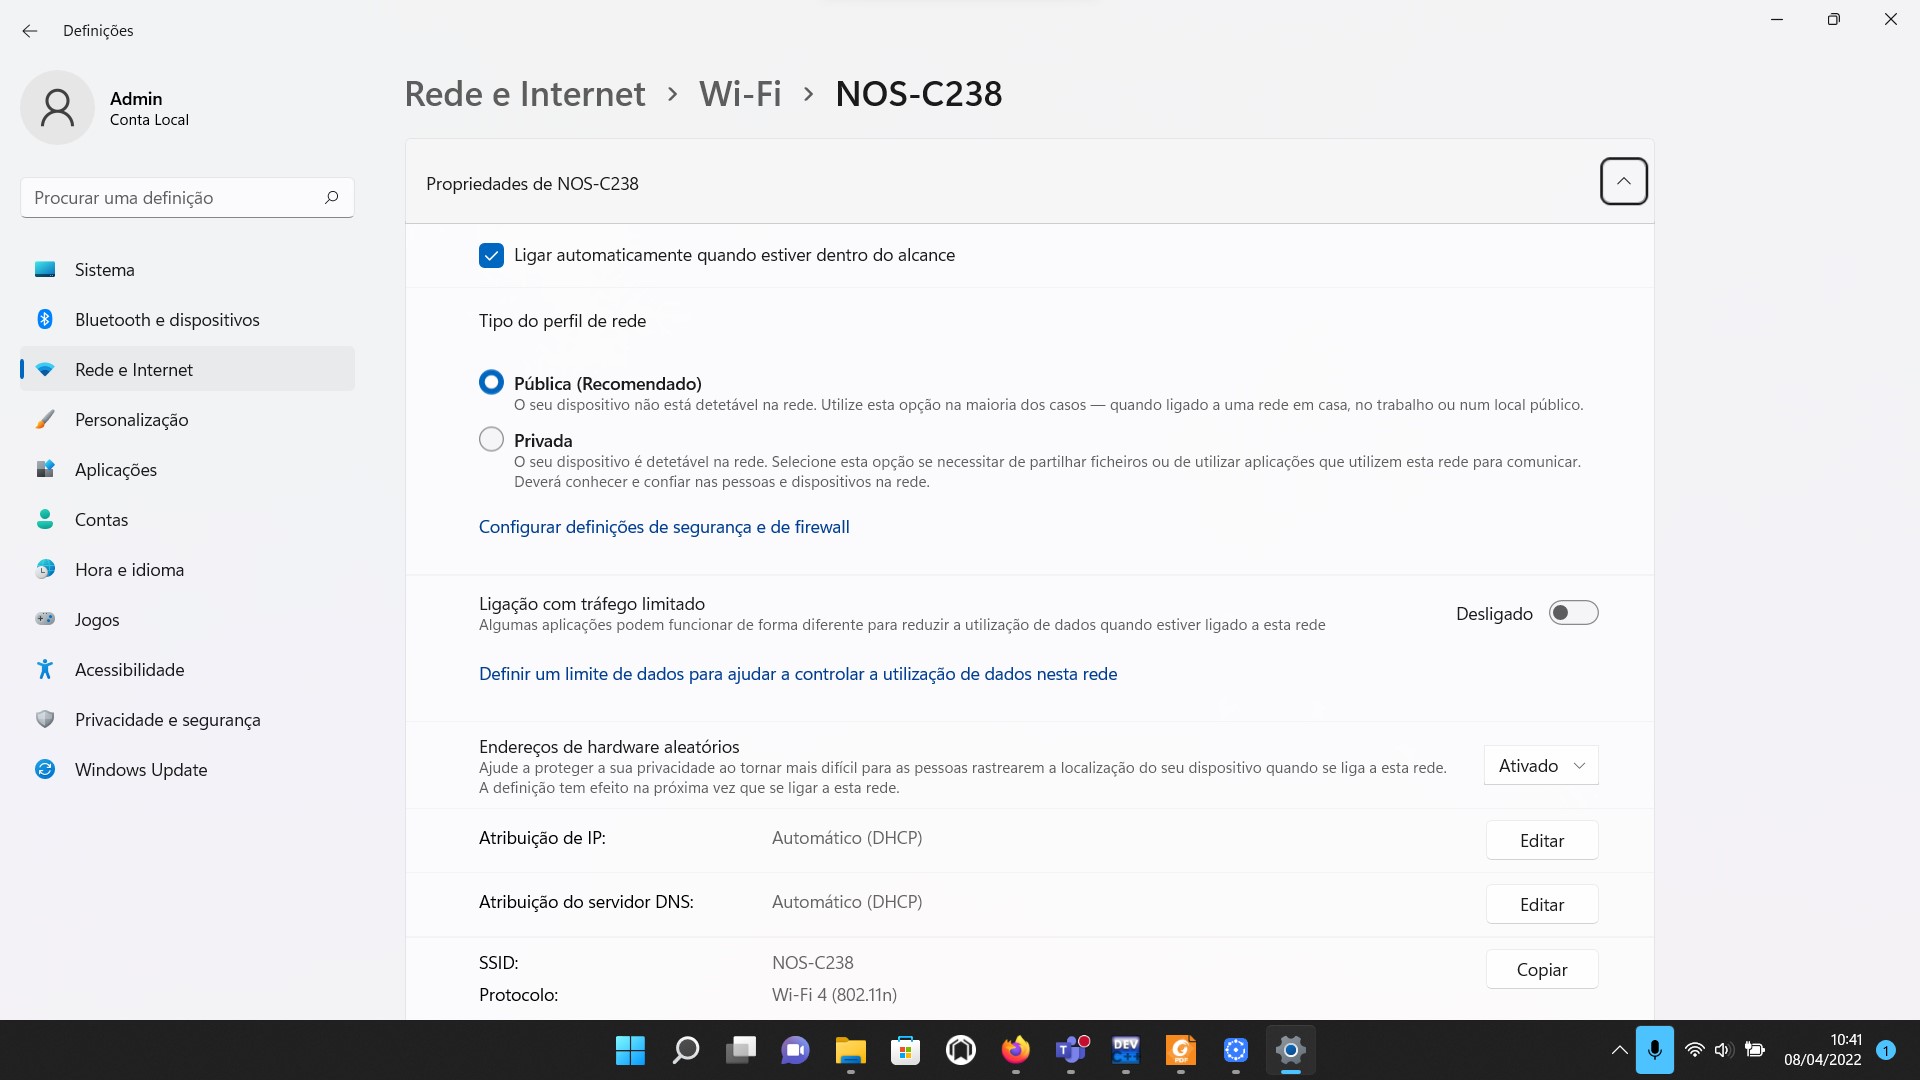 Definições
Admin
Conta Local
Procurar uma definição
Sistema
Bluetooth e dispositivos
Rede e Internet
Personalização
Aplicações
Contas
Hora e idioma
Jogos
Acessibilidade
Privacidade e segurança
Windows Update
Rede e Internet › Wi-Fi › NOS-C238
Propriedades de NOS-C238
Ligar automaticamente quando estiver dentro do alcance
Tipo do perfil de rede
Pública (Recomendado)
O seu dispositivo não está detetável na rede. Utilize esta opção na maioria dos casos — quando ligado a uma rede em casa, no trabalho ou num local público.
Privada
O seu dispositivo é detetável na rede. Selecione esta opção se necessitar de partilhar ficheiros ou de utilizar aplicações que utilizem esta rede para comunicar.
Deverá conhecer e confiar nas pessoas e dispositivos na rede.
Configurar definições de segurança e de firewall
Ligação com tráfego limitado
Algumas aplicações podem funcionar de forma diferente para reduzir a utilização de dados quando estiver ligado a esta rede
Desligado
Definir um limite de dados para ajudar a controlar a utilização de dados nesta rede
Endereços de hardware aleatórios
Ajude a proteger a sua privacidade ao tornar mais difícil para as pessoas rastrearem a localização do seu dispositivo quando se liga a esta rede.
A definição tem efeito na próxima vez que se ligar a esta rede.
Ativado
Atribuição de IP: Automático (DHCP) Editar
Atribuição do servidor DNS: Automático (DHCP) Editar
SSID: NOS-C238 Copiar
Protocolo: Wi-Fi 4 (802.11n)
T
DEV
C++
PDF
10:41
08/04/2022
1